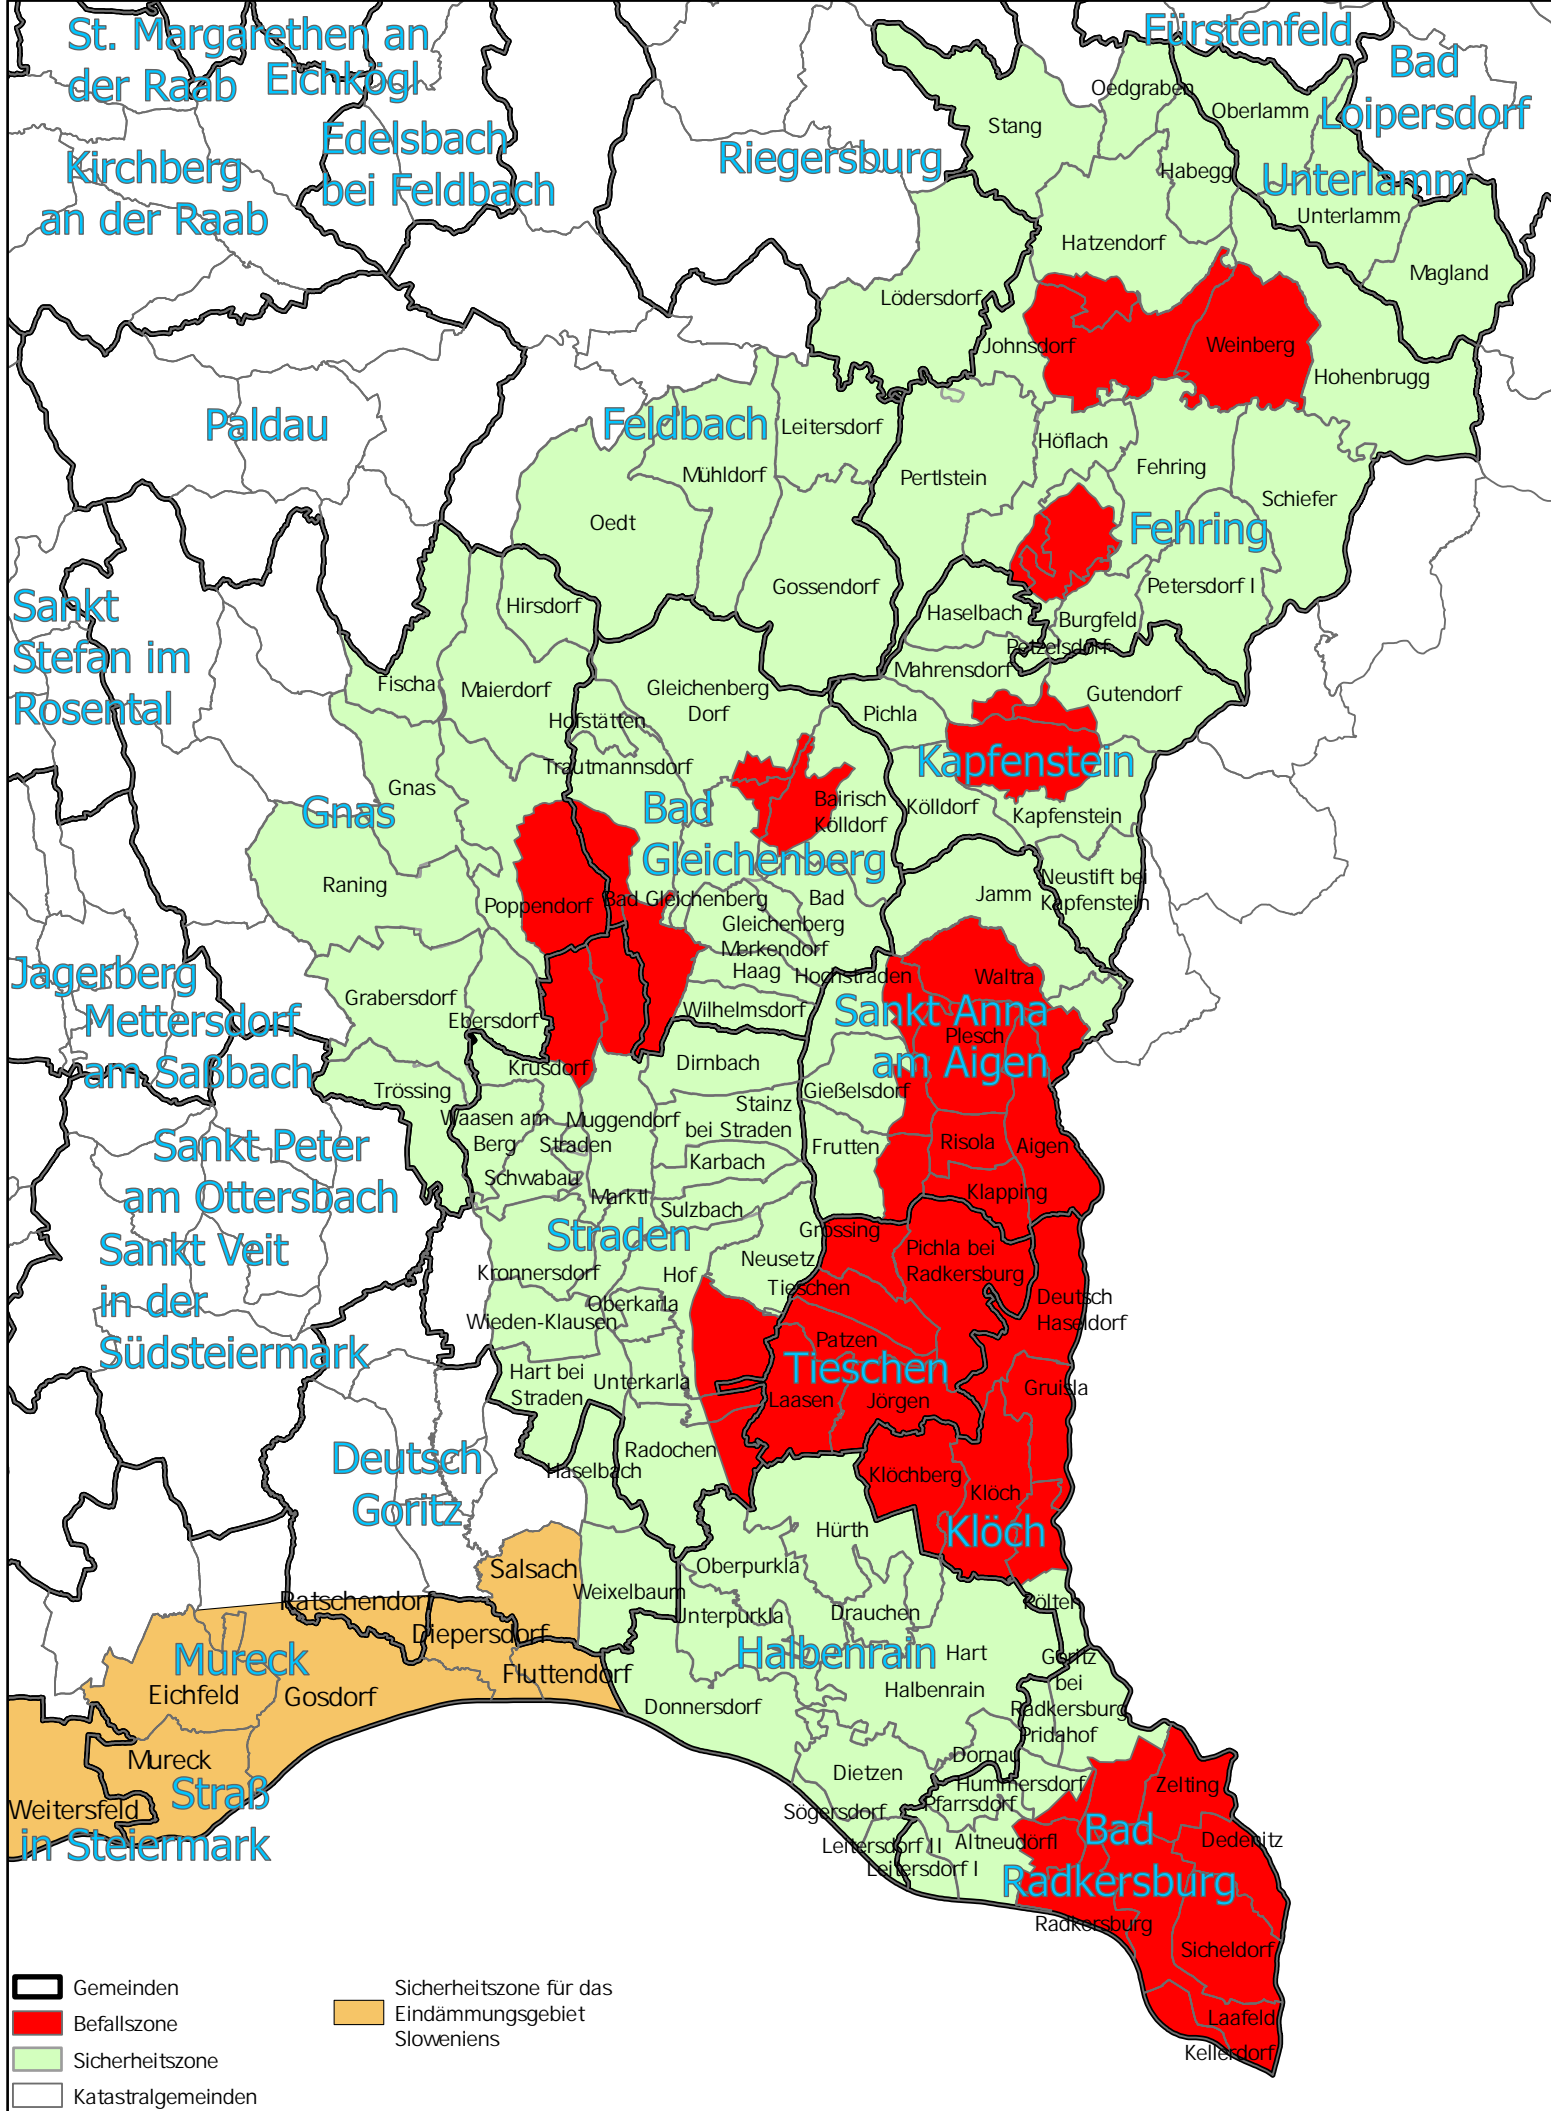 St. Margarethen an
der Raab
Eichkögl
Edelsbach
bei Feldbach
Kirchberg
an der Raab
Riegersburg
Fürstenfeld
Bad
Loipersdorf
Oedgraben
Oberlamm
Stang
Habegg
Unterlamm
Unterlamm
Hatzendorf
Magland
Lödersdorf
Johnsdorf
Weinberg
Hohenbrugg
Paldau
Feldbach
Leitersdorf
Höflach
Mühldorf
Pertlstein
Fehring
Schiefer
Oedt
Fehring
Gossendorf
Petersdorf I
Sankt
Stefan im
Rosental
Hirsdorf
Haselbach
Burgfeld
Petzelsdorf
Mahrensdorf
Fischa
Maierdorf
Gleichenberg
Dorf
Gutendorf
Hofstätten
Pichla
Trautmannsdorf
Kapfenstein
Gnas
Gnas
Bad
Gleichenberg
Bairisch
Kölldorf
Kölldorf
Kapfenstein
Raning
Neustift bei
Kapfenstein
Jamm
Poppendorf
Bad Gleichenberg
Bad
Gleichenberg
Merkendorf
Haag
Hochstraden
Waltra
Jagerberg
Grabersdorf
Mettersdorf
am Saßbach
Ebersdorf
Wilhelmsdorf
Sankt Anna
am Aigen
Plesch
Krusdorf
Dirnbach
Trössing
Gießelsdorf
Stainz
bei Straden
Waasen am
Berg
Muggendorf
Straden
Sankt Peter
am Ottersbach
Frutten
Risola
Aigen
Karbach
Schwabau
Klapping
Marktl
Sulzbach
Straden
Grössing
Sankt Veit
in der
Südsteiermark
Pichla bei
Radkersburg
Neusetz
Kronnersdorf
Hof
Tieschen
Deutsch
Haseldorf
Oberkarla
Wieden-Klausen
Patzen
Tieschen
Hart bei
Straden
Unterkarla
Gruisla
Laasen
Jörgen
Deutsch
Goritz
Radochen
Haselbach
Klöchberg
Klöch
Klöch
Hürth
Salsach
Oberpurkla
Weixelbaum
Ratschendorf
Pölten
Unterpurkla
Drauchen
Diepersdorf
Mureck
Halbenrain
Hart
Goritz
bei
Radkersburg
Fluttendorf
Eichfeld
Gosdorf
Halbenrain
Donnersdorf
Pridahof
Mureck
Dornau
Dietzen
Hummersdorf
Zelting
Straß
in Steiermark
Weitersfeld
Pfarrsdorf
Sögersdorf
Bad
Radkersburg
Leitersdorf II
Altneudörfl
Dedenitz
Leitersdorf I
Radkersburg
Sicheldorf
Laafeld
Kellerdorf
Gemeinden
Befallszone
Sicherheitszone
Katastralgemeinden
Sicherheitszone für das
Eindämmungsgebiet
Sloweniens